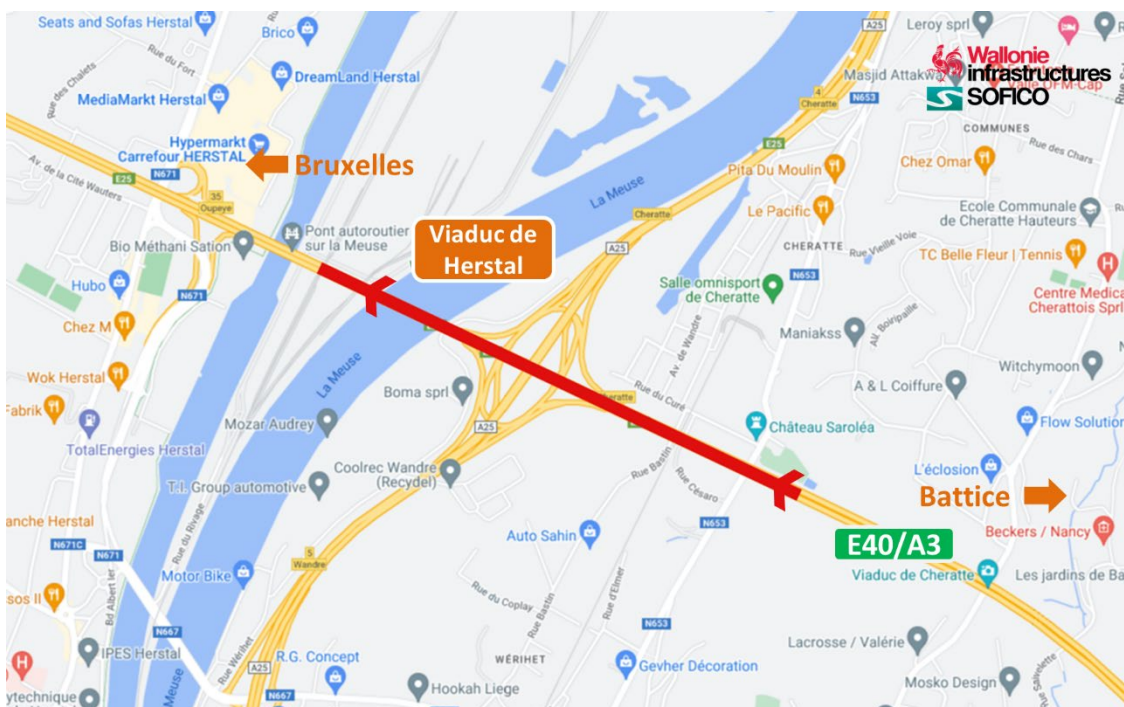 Seats and Sofas Herstal
Brico
Rue du Fort
DreamLand Herstal
MediaMarkt Herstal
Hypermarkt
Carrefour HERSTAL
Bruxelles
Av. de la Cité Wauters
E25
N671
35
Oupeye
Bio Méthani Sation
Pont autoroutier
sur la Meuse
Viaduc de
Herstal
La Meuse
A25
4
Cheratte
E25
Leroy sprl
Wallonie
infrastructures
SOFICO
Masjid Attakwa
N653
COMMUNES
Rue des Chars
Pita Du Moulin
Chez Omar
Le Pacific
Ecole Communale
de Cheratte Hauteurs
CHERATTE
Rue Vieille Voie
TC Belle Fleur | Tennis
Cheratte
A25
Salle omnisport
de Cheratte
N653
Centre Medica
Cherattois Sprl
Maniakss
All. Boiripaille
Av. de Wandre
Witchymoon
A & L Coiffure
Hubo
N671
Chez M
Wok Herstal
Fabrik
TotalEnergies Herstal
La Meuse
Boma sprl
Mozar Audrey
A25
Rue du Curé
Cheratte
Château Saroléa
Flow Solution
L'éclosion
Battice
Coolrec Wandre
(Recydel)
T.I. Group automotive
Rue Bastin
Rue Césaro
N653
E40/A3
Beckers / Nancy
Viaduc de Cheratte
Les jardins de Ba
anche Herstal
N671C
N671
Rue du Rivage
5
Wandre
Auto Sahin
Motor Bike
Bd Albert Ier
sos II
Rue du Coplay
Rue Bastin
Rue d'Elmer
N653
N667
IPES Herstal
Rue Wérihet
A25
R.G. Concept
WÉRIHET
Gevher Décoration
Lacrosse / Valérie
ytechnique
La Meuse
N667
Hookah Liege
Mosko Design